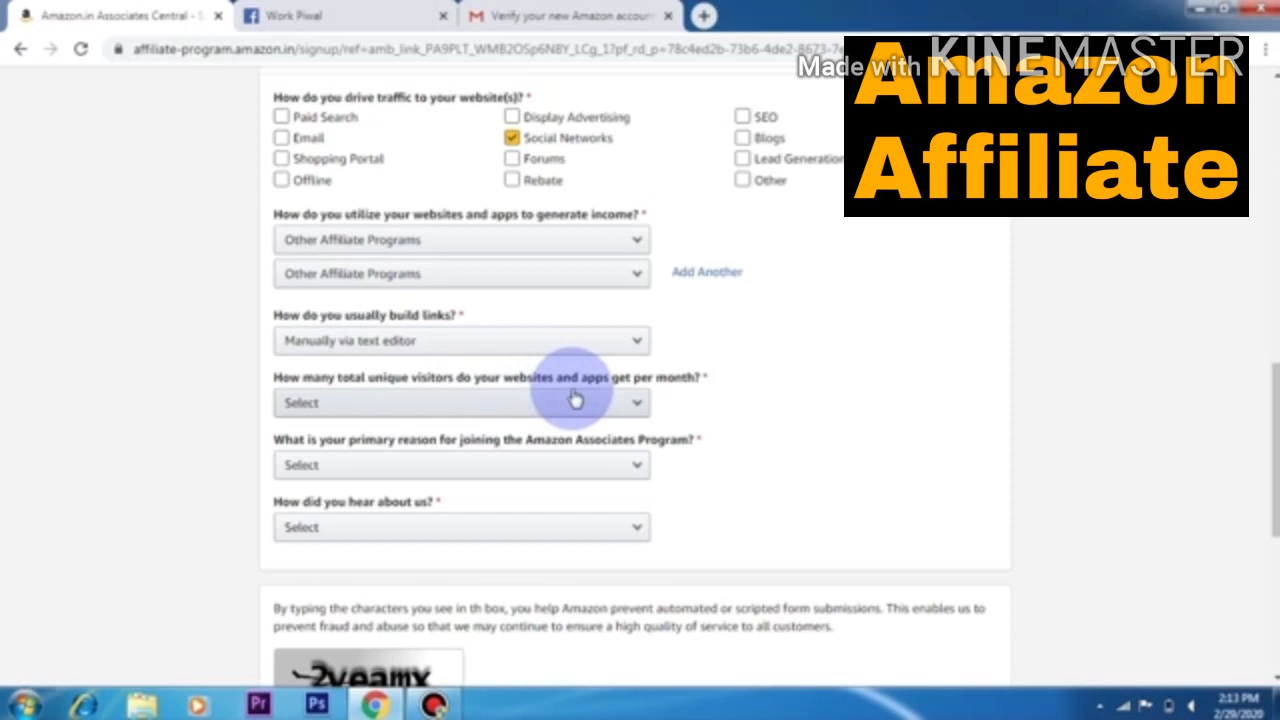 Amazon.in Associates Central - S
Work Piwal
Verify your new Amazon accoun
affiliate-program.amazon.in/signup/ref=amb_link_PA9PLT_WMB2OSp6N8Y_LCg_1?pf_rd_p=78c4ed2b-73b6-4de2-8673-7e
Made with KINEMASTER
Amazon
Affiliate
How do you drive traffic to your website(s)? *
Paid Search Display Advertising SEO
Email Social Networks Blogs
Shopping Portal Forums Lead Generation
Offline Rebate Other
How do you utilize your websites and apps to generate income? *
Other Affiliate Programs
Other Affiliate Programs Add Another
How do you usually build links? *
Manually via text editor
How many total unique visitors do your websites and apps get per month? *
Select
What is your primary reason for joining the Amazon Associates Program? *
Select
How did you hear about us? *
Select
By typing the characters you see in th box, you help Amazon prevent automated or scripted form submissions. This enables us to
prevent fraud and abuse so that we may continue to ensure a high quality of service to all customers.
Pr Ps
2:13 PM
2/29/2020